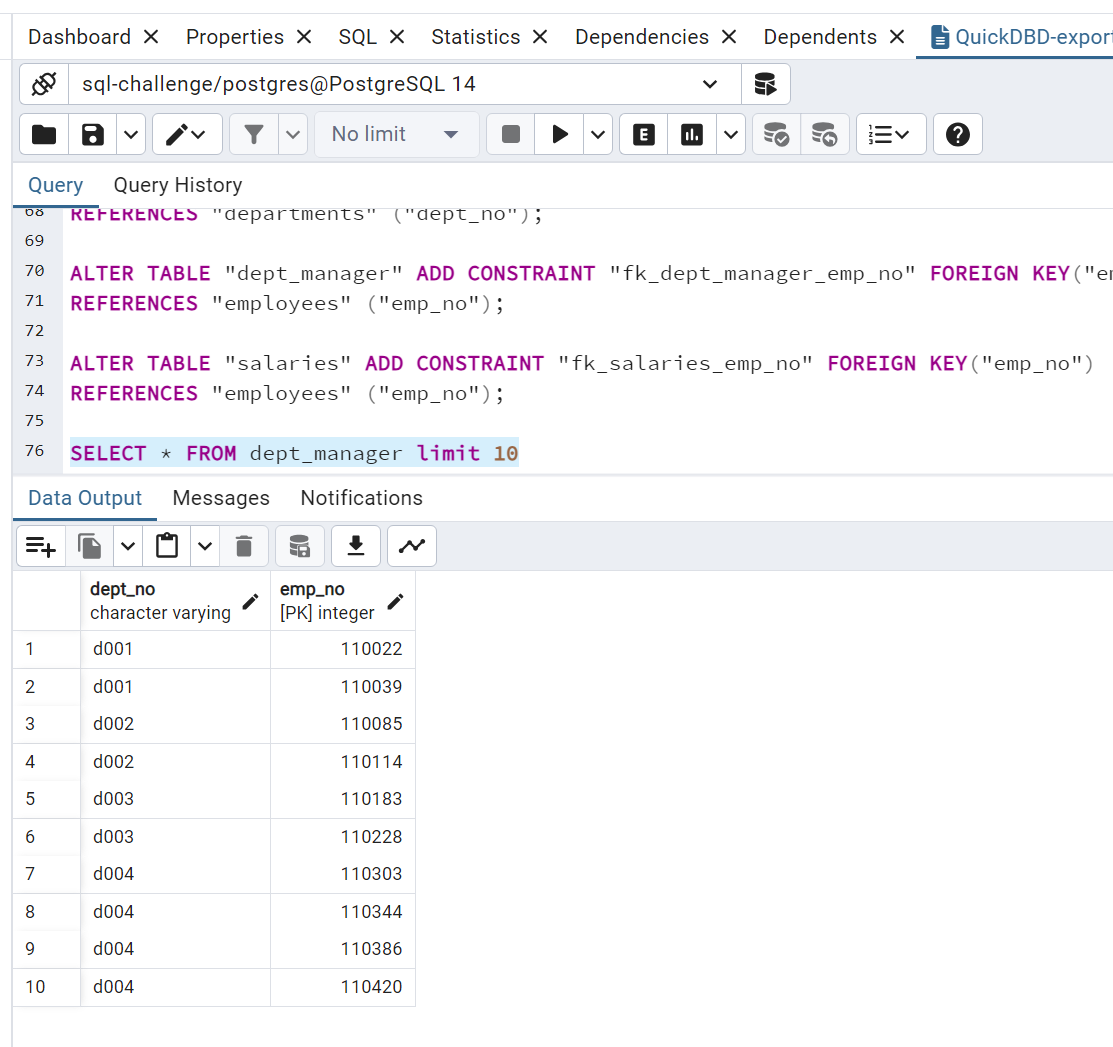 Dashboard Properties SQL Statistics Dependencies Dependents QuickDBD-export
sql-challenge/postgres@PostgreSQL 14
No limit E ?
Query Query History
68 REFERENCES "departments" ("dept_no");
69
70 ALTER TABLE "dept_manager" ADD CONSTRAINT "fk_dept_manager_emp_no" FOREIGN KEY("em
71 REFERENCES "employees" ("emp_no");
72
73 ALTER TABLE "salaries" ADD CONSTRAINT "fk_salaries_emp_no" FOREIGN KEY("emp_no")
74 REFERENCES "employees" ("emp_no");
75
76 SELECT * FROM dept_manager limit 10
Data Output Messages Notifications
dept_no emp_no
character varying [PK] integer
1 d001 110022
2 d001 110039
3 d002 110085
4 d002 110114
5 d003 110183
6 d003 110228
7 d004 110303
8 d004 110344
9 d004 110386
10 d004 110420